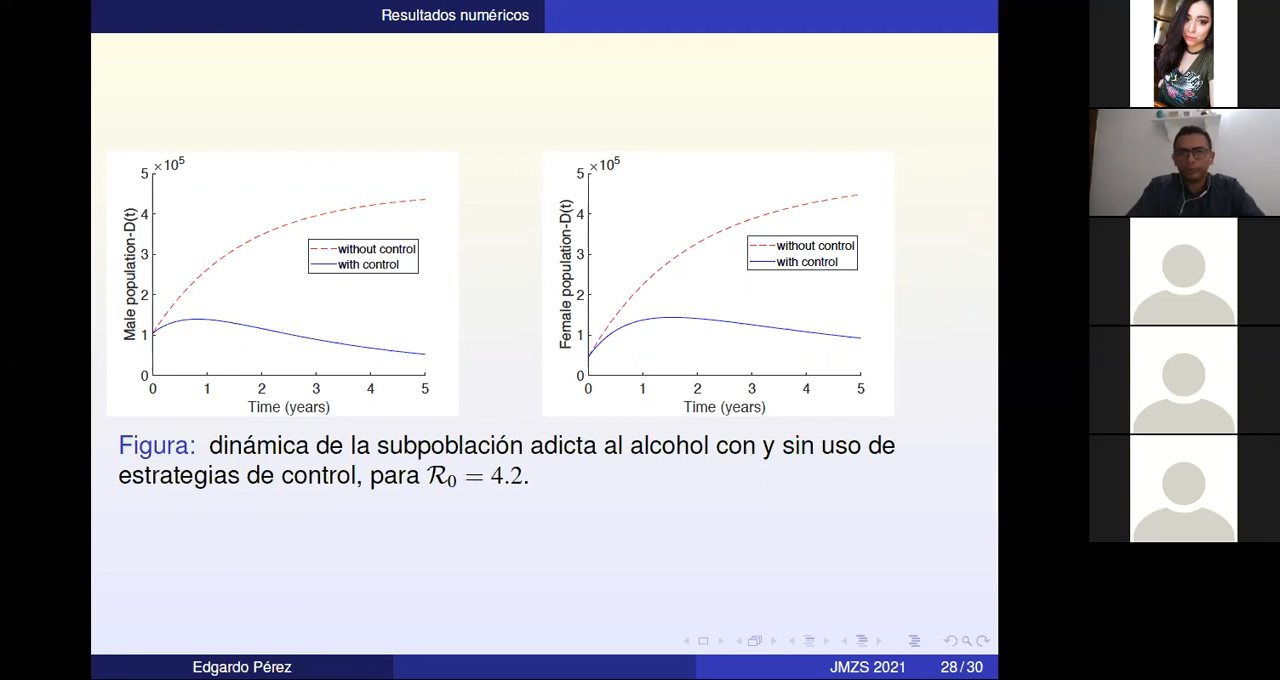 Resultados numéricos
×10⁵
5
4
3
2
1
0
Male population-D(t)
without control
with control
0 1 2 3 4 5
Time (years)
×10⁵
5
4
3
2
1
0
Female population-D(t)
without control
with control
0 1 2 3 4 5
Time (years)
Figura: dinámica de la subpoblación adicta al alcohol con y sin uso de
estrategias de control, para R₀ = 4.2.
Edgardo Pérez JMZS 2021 28 / 30